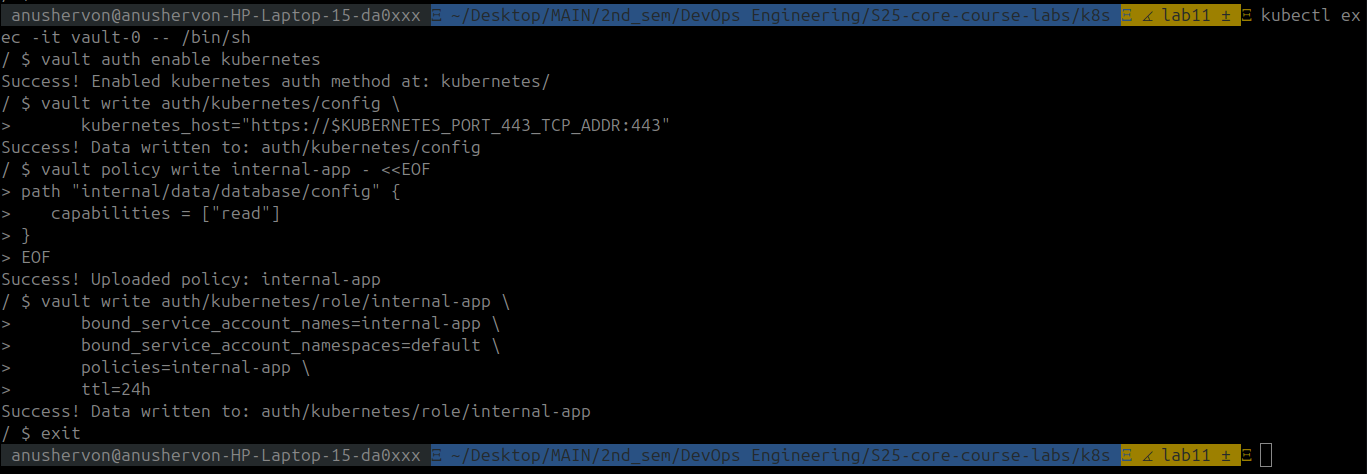 anushervon@anushervon-HP-Laptop-15-da0xxx Ξ ~/Desktop/MAIN/2nd_sem/DevOps Engineering/S25-core-course-labs/k8s Ξ ⦨ lab11 ± Ξ kubectl ex
ec -it vault-0 -- /bin/sh
/ $ vault auth enable kubernetes
Success! Enabled kubernetes auth method at: kubernetes/
/ $ vault write auth/kubernetes/config \
>       kubernetes_host="https://$KUBERNETES_PORT_443_TCP_ADDR:443"
Success! Data written to: auth/kubernetes/config
/ $ vault policy write internal-app - <<EOF
> path "internal/data/database/config" {
>    capabilities = ["read"]
> }
> EOF
Success! Uploaded policy: internal-app
/ $ vault write auth/kubernetes/role/internal-app \
>       bound_service_account_names=internal-app \
>       bound_service_account_namespaces=default \
>       policies=internal-app \
>       ttl=24h
Success! Data written to: auth/kubernetes/role/internal-app
/ $ exit
anushervon@anushervon-HP-Laptop-15-da0xxx Ξ ~/Desktop/MAIN/2nd_sem/DevOps Engineering/S25-core-course-labs/k8s Ξ ⦨ lab11 ± Ξ